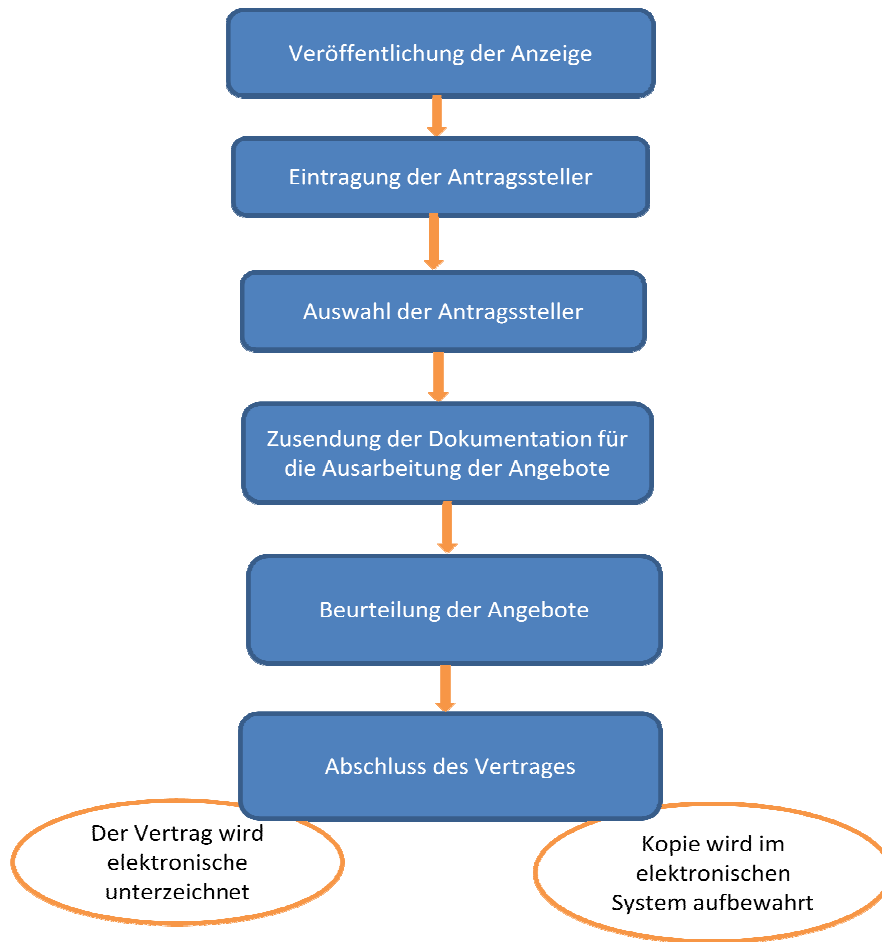 Veröffentlichung der Anzeige
Eintragung der Antragssteller
Auswahl der Antragssteller
Zusendung der Dokumentation für
die Ausarbeitung der Angebote
Beurteilung der Angebote
Abschluss des Vertrages
Der Vertrag wird
elektronische
unterzeichnet
Kopie wird im
elektronischen
System aufbewahrt